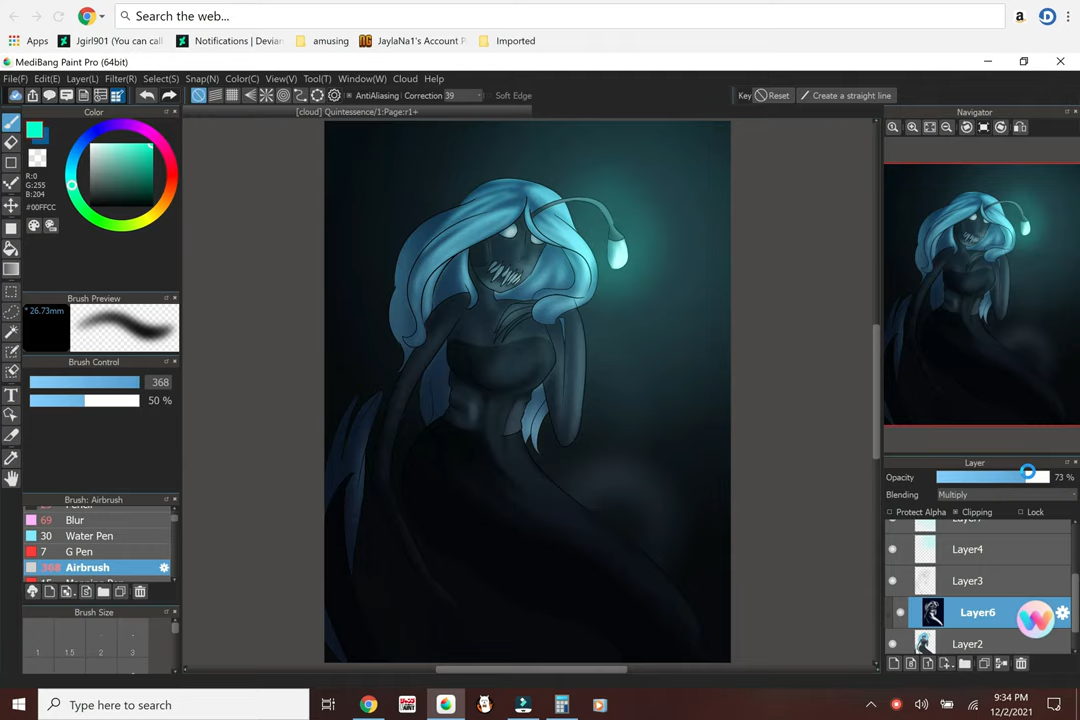 Search the web...
Apps Jgirl901 (You can call Notifications | Devian amusing JaylaNa1's Account P Imported
MediBang Paint Pro (64bit)
File(F) Edit(E) Layer(L) Filter(R) Select(S) Snap(N) Color(C) View(V) Tool(T) Window(W) Cloud Help
AntiAliasing Correction 39 Soft Edge Key Reset Create a straight line
Color [cloud] Quintessence/1:Page:r1+ Navigator
R:0
G:255
B:204
#00FFCC
Brush Preview
* 26.73mm
Brush Control
368
50 %
Brush: Airbrush
Pencil
69 Blur
30 Water Pen
7 G Pen
368 Airbrush
Brush Size
1 1.5 2 3
Layer
Opacity 73 %
Blending Multiply
Protect Alpha Clipping Lock
Layer4
Layer3
Layer6
Layer2
Type here to search
9:34 PM
12/2/2021